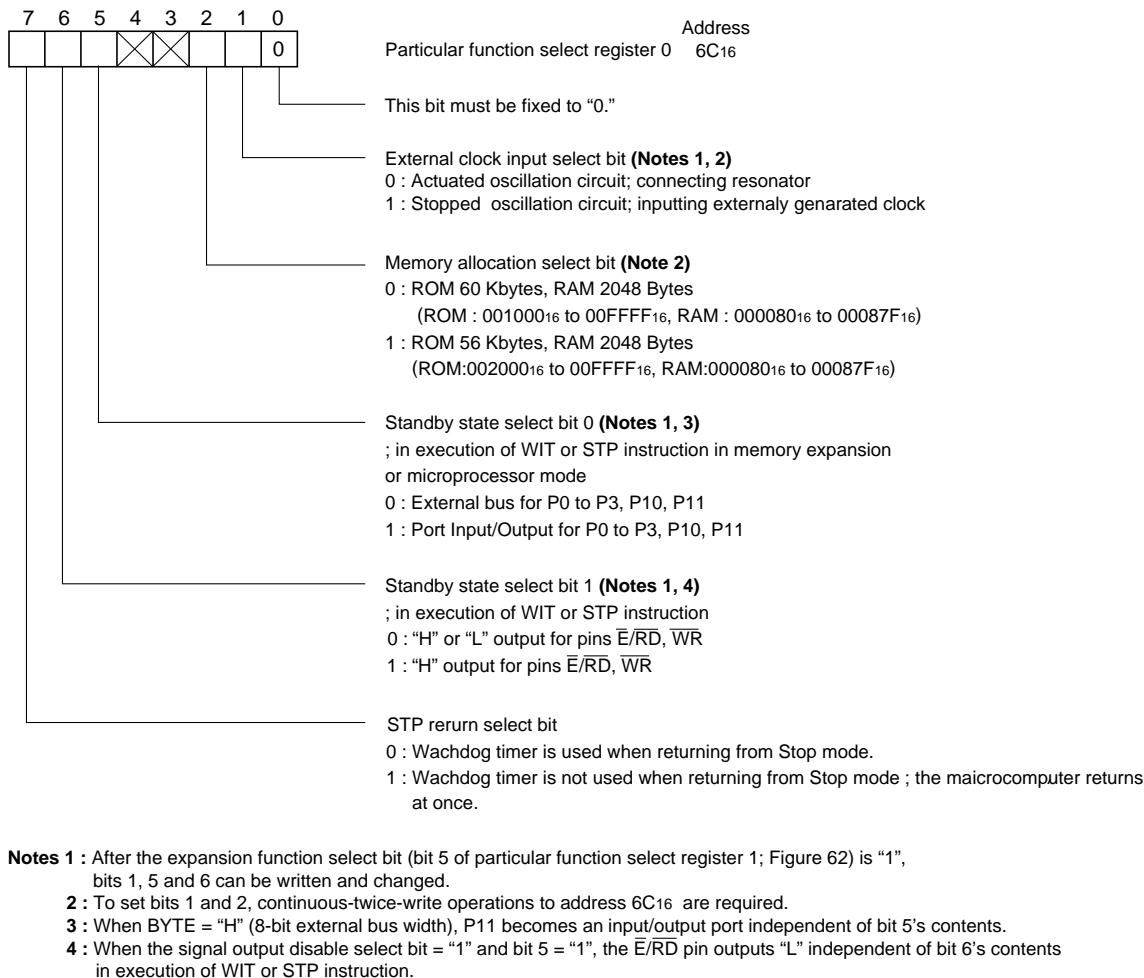 7 6 5 4 3 2 1 0
0
Address
Particular function select register 0 6C16
This bit must be fixed to “0.”
External clock input select bit (Notes 1, 2)
0 : Actuated oscillation circuit; connecting resonator
1 : Stopped oscillation circuit; inputting externaly genarated clock
Memory allocation select bit (Note 2)
0 : ROM 60 Kbytes, RAM 2048 Bytes
(ROM : 00100016 to 00FFFF16, RAM : 00008016 to 00087F16)
1 : ROM 56 Kbytes, RAM 2048 Bytes
(ROM:00200016 to 00FFFF16, RAM:00008016 to 00087F16)
Standby state select bit 0 (Notes 1, 3)
; in execution of WIT or STP instruction in memory expansion
or microprocessor mode
0 : External bus for P0 to P3, P10, P11
1 : Port Input/Output for P0 to P3, P10, P11
Standby state select bit 1 (Notes 1, 4)
; in execution of WIT or STP instruction
0 : “H” or “L” output for pins E̅/R̅D̅, W̅R̅
1 : “H” output for pins E̅/R̅D̅, W̅R̅
STP rerurn select bit
0 : Wachdog timer is used when returning from Stop mode.
1 : Wachdog timer is not used when returning from Stop mode ; the maicrocomputer returns
at once.
Notes 1 : After the expansion function select bit (bit 5 of particular function select register 1; Figure 62) is “1”,
bits 1, 5 and 6 can be written and changed.
2 : To set bits 1 and 2, continuous-twice-write operations to address 6C16 are required.
3 : When BYTE = “H” (8-bit external bus width), P11 becomes an input/output port independent of bit 5’s contents.
4 : When the signal output disable select bit = “1” and bit 5 = “1”, the E̅/R̅D̅ pin outputs “L” independent of bit 6’s contents
in execution of WIT or STP instruction.